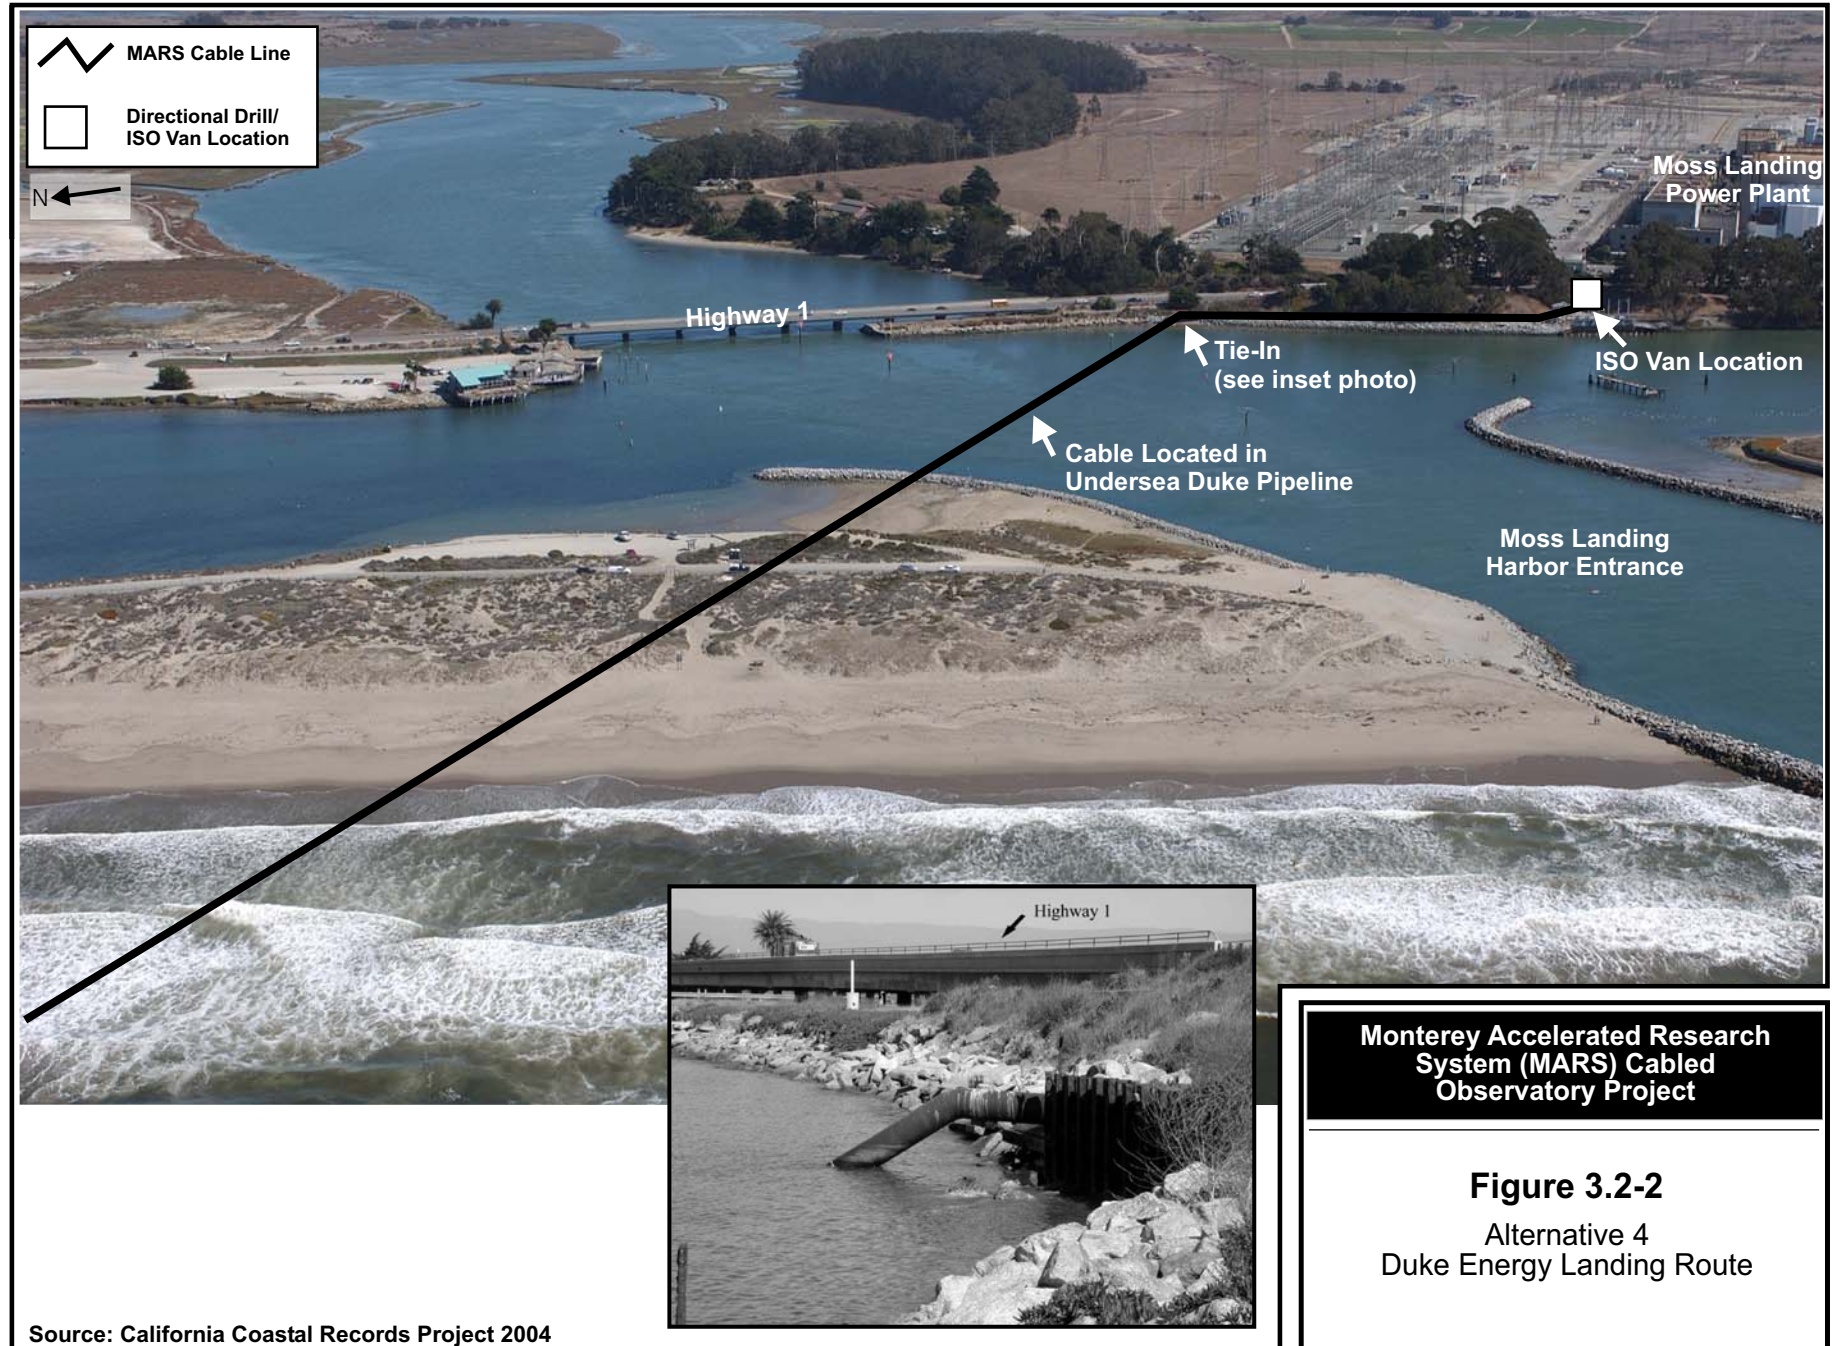 MARS Cable Line
Directional Drill/
ISO Van Location
N
Moss Landing
Power Plant
Highway 1
Tie-In
(see inset photo)
ISO Van Location
Cable Located in
Undersea Duke Pipeline
Moss Landing
Harbor Entrance
Highway 1
Monterey Accelerated Research
System (MARS) Cabled
Observatory Project
Figure 3.2-2
Alternative 4
Duke Energy Landing Route
Source: California Coastal Records Project 2004